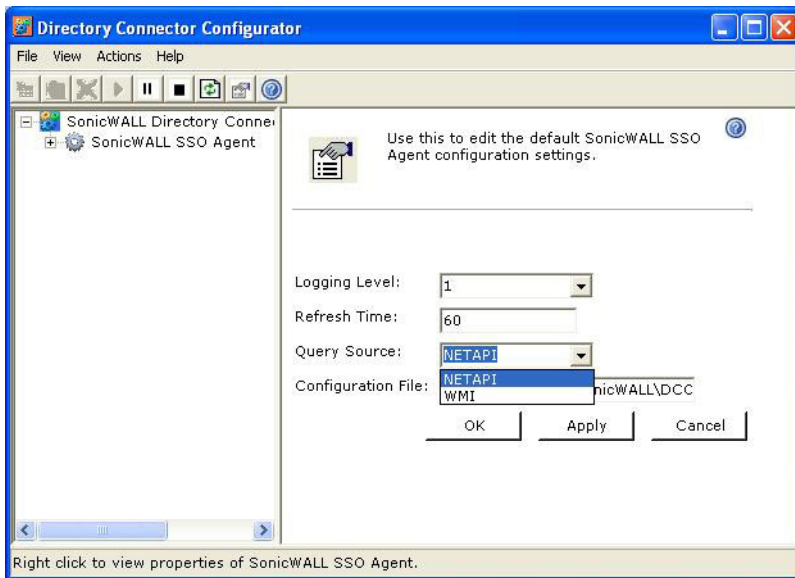 Directory Connector Configurator
File View Actions Help
SonicWALL Directory Connec
SonicWALL SSO Agent
Use this to edit the default SonicWALL SSO
Agent configuration settings.
Logging Level: 1
Refresh Time: 60
Query Source: NETAPI
NETAPI
WMI
Configuration File: nicWALL\DCC
OK Apply Cancel
Right click to view properties of SonicWALL SSO Agent.